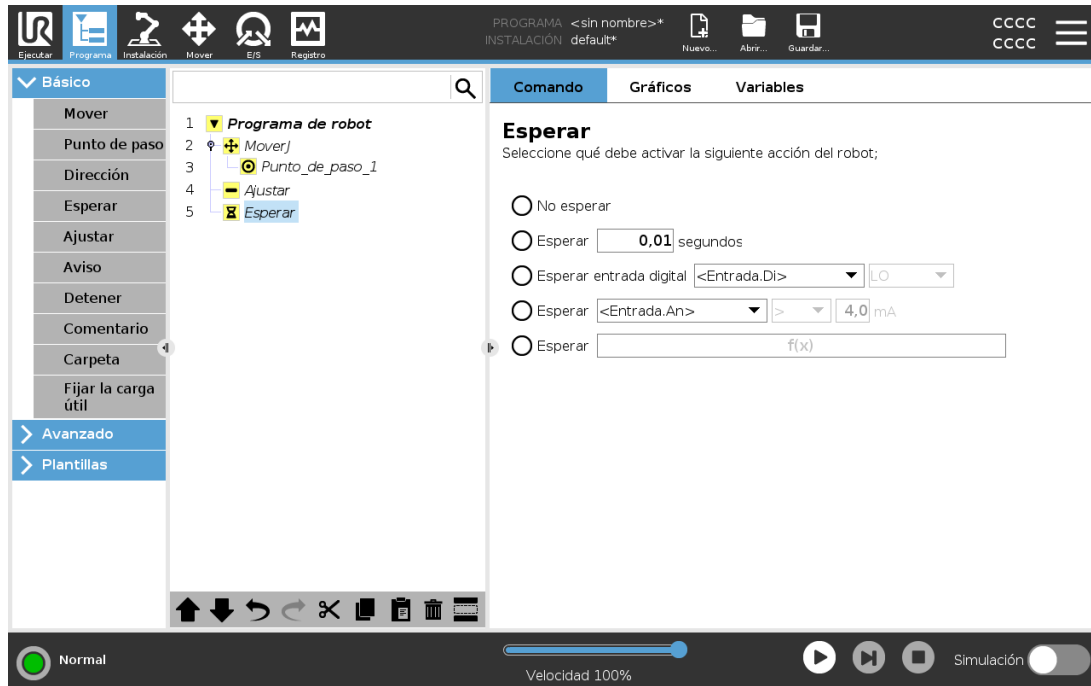 PROGRAMA <sin nombre>*
INSTALACIÓN default*
Ejecutar Programa Instalación Mover E/S Registro Nuevo... Abrir... Guardar...
CCCC
CCCC
Básico
Mover
Punto de paso
Dirección
Esperar
Ajustar
Aviso
Detener
Comentario
Carpeta
Fijar la carga
útil
Avanzado
Plantillas
1 Programa de robot
2 MoverJ
3 Punto_de_paso_1
4 Ajustar
5 Esperar
Comando Gráficos Variables
Esperar
Seleccione qué debe activar la siguiente acción del robot;
No esperar
Esperar 0,01 segundos
Esperar entrada digital <Entrada.Di> LO
Esperar <Entrada.An> > 4,0 mA
Esperar f(x)
Normal
Velocidad 100%
Simulación